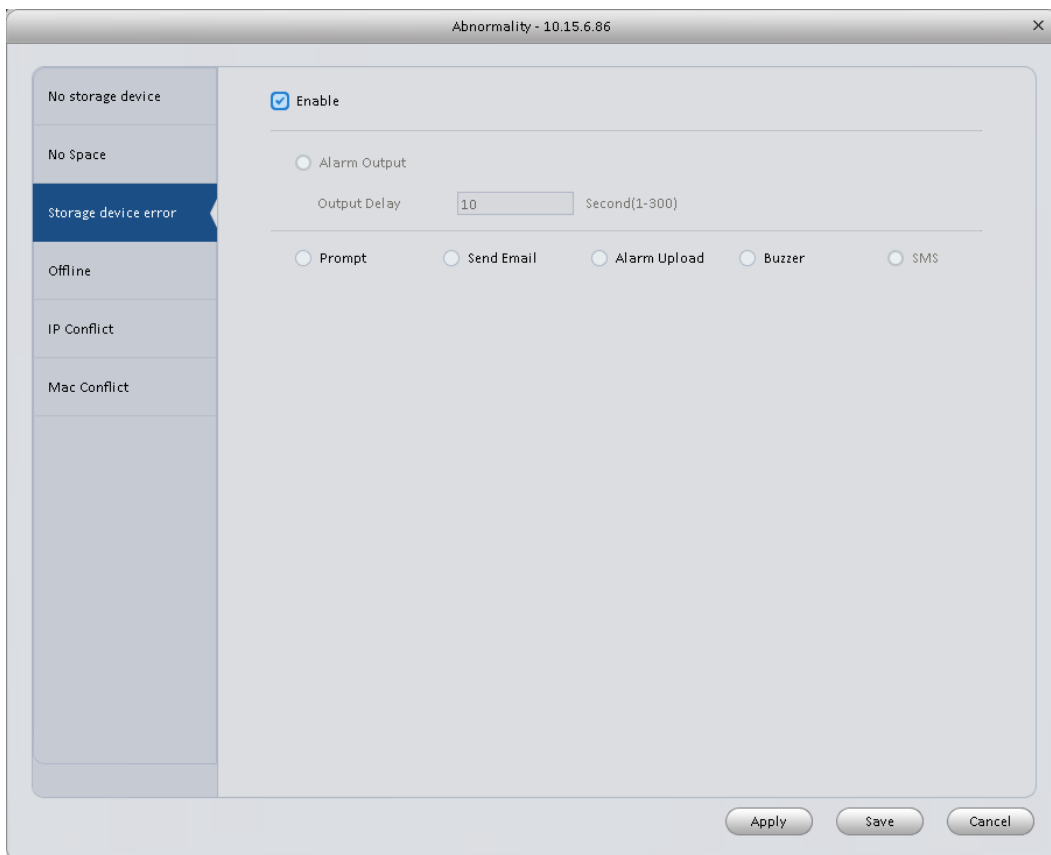 Abnormality - 10.15.6.86
No storage device
No Space
Storage device error
Offline
IP Conflict
Mac Conflict
Enable
Alarm Output
Output Delay 10 Second(1-300)
Prompt Send Email Alarm Upload Buzzer SMS
Apply Save Cancel